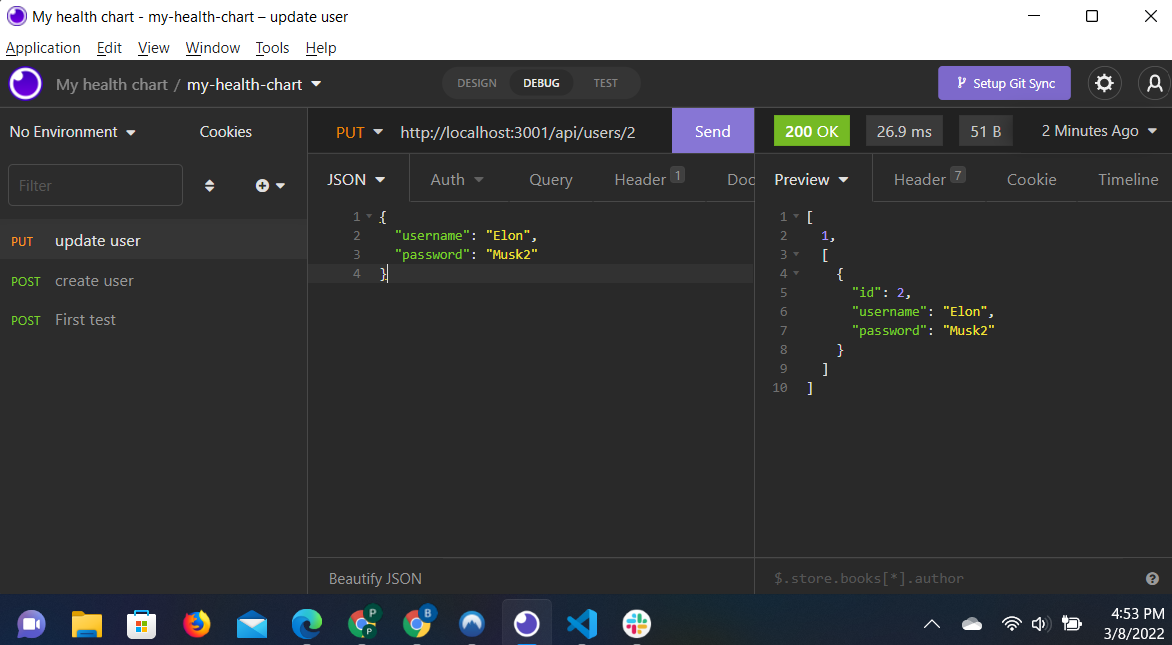 My health chart - my-health-chart – update user
Application Edit View Window Tools Help
My health chart / my-health-chart
DESIGN DEBUG TEST
Setup Git Sync
No Environment Cookies
Filter
PUT update user
POST create user
POST First test
PUT http://localhost:3001/api/users/2 Send
JSON Auth Query Header 1 Doc
1 {
2 "username": "Elon",
3 "password": "Musk2"
4 }
Beautify JSON
200 OK 26.9 ms 51 B 2 Minutes Ago
Preview Header 7 Cookie Timeline
1 [
2 1,
3 [
4 {
5 "id": 2,
6 "username": "Elon",
7 "password": "Musk2"
8 }
9 ]
10 ]
$.store.books[*].author
P
P
B
4:53 PM
3/8/2022